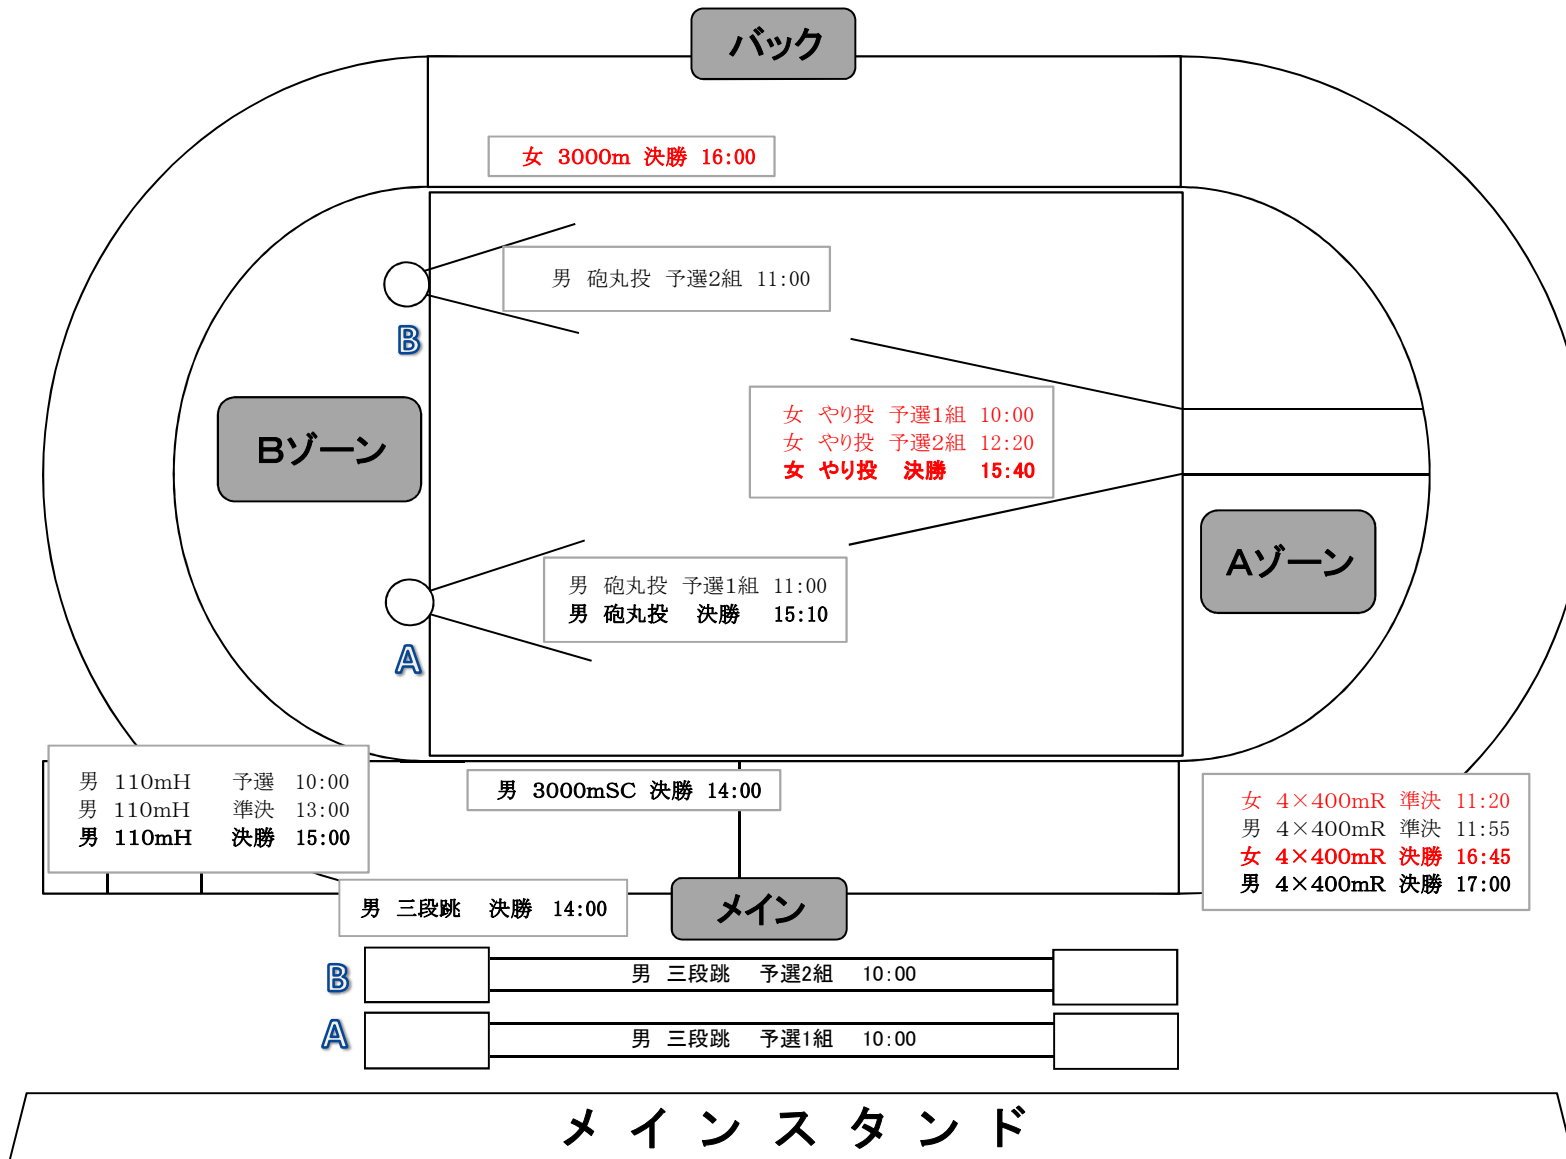 バック
女 3000m 決勝 16:00
男 砲丸投 予選2組 11:00
B
女 やり投 予選1組 10:00
女 やり投 予選2組 12:20
女 やり投 決勝 15:40
Bゾーン
Aゾーン
男 砲丸投 予選1組 11:00
男 砲丸投 決勝 15:10
A
男 110mH 予選 10:00
男 110mH 準決 13:00
男 110mH 決勝 15:00
男 3000mSC 決勝 14:00
女 4×400mR 準決 11:20
男 4×400mR 準決 11:55
女 4×400mR 決勝 16:45
男 4×400mR 決勝 17:00
男 三段跳 決勝 14:00
メイン
B
男 三段跳 予選2組 10:00
A
男 三段跳 予選1組 10:00
メインスタンド